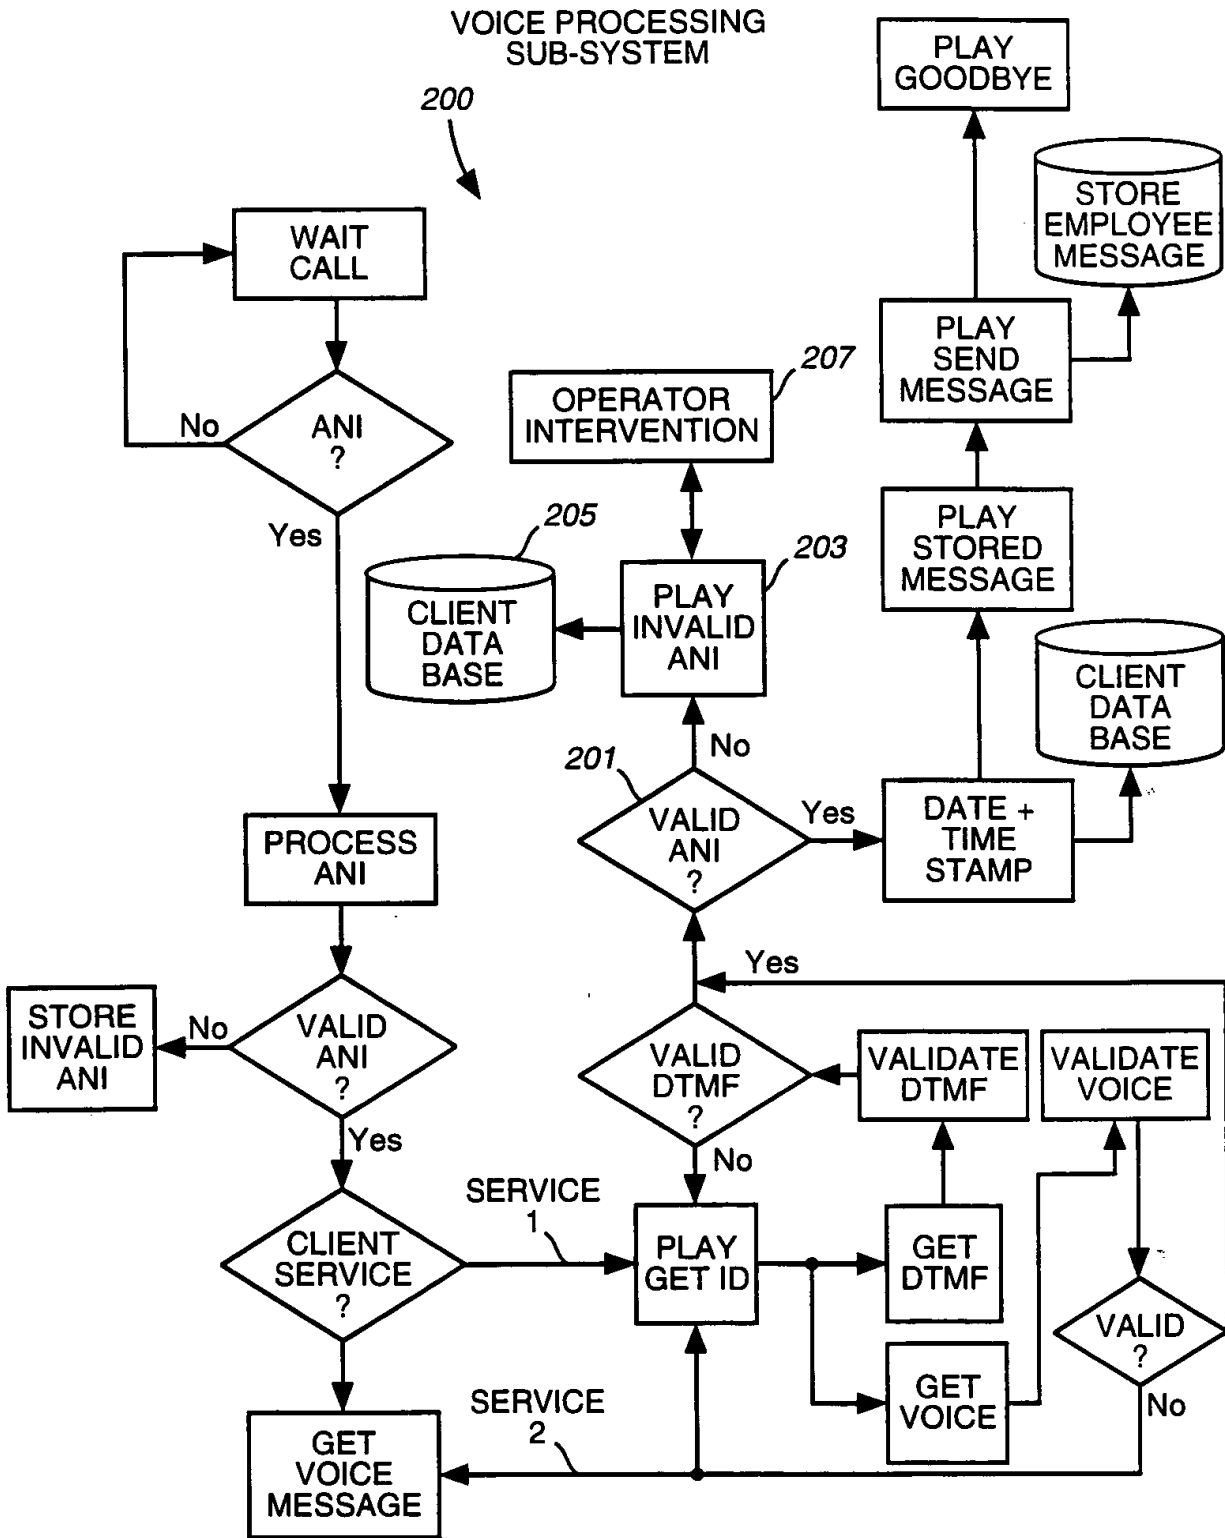 VOICE PROCESSING
SUB-SYSTEM
200
PLAY
GOODBYE
STORE
EMPLOYEE
MESSAGE
WAIT
CALL
PLAY
SEND
MESSAGE
207
OPERATOR
INTERVENTION
No
ANI
?
Yes
205
203
PLAY
STORED
MESSAGE
CLIENT
DATA
BASE
PLAY
INVALID
ANI
CLIENT
DATA
BASE
No
201
VALID
ANI
?
Yes
DATE +
TIME
STAMP
PROCESS
ANI
Yes
STORE
INVALID
ANI
No
VALID
ANI
?
Yes
VALID
DTMF
?
No
VALIDATE
DTMF
VALIDATE
VOICE
SERVICE
1
CLIENT
SERVICE
?
PLAY
GET ID
GET
DTMF
VALID
?
No
GET
VOICE
SERVICE
2
GET
VOICE
MESSAGE